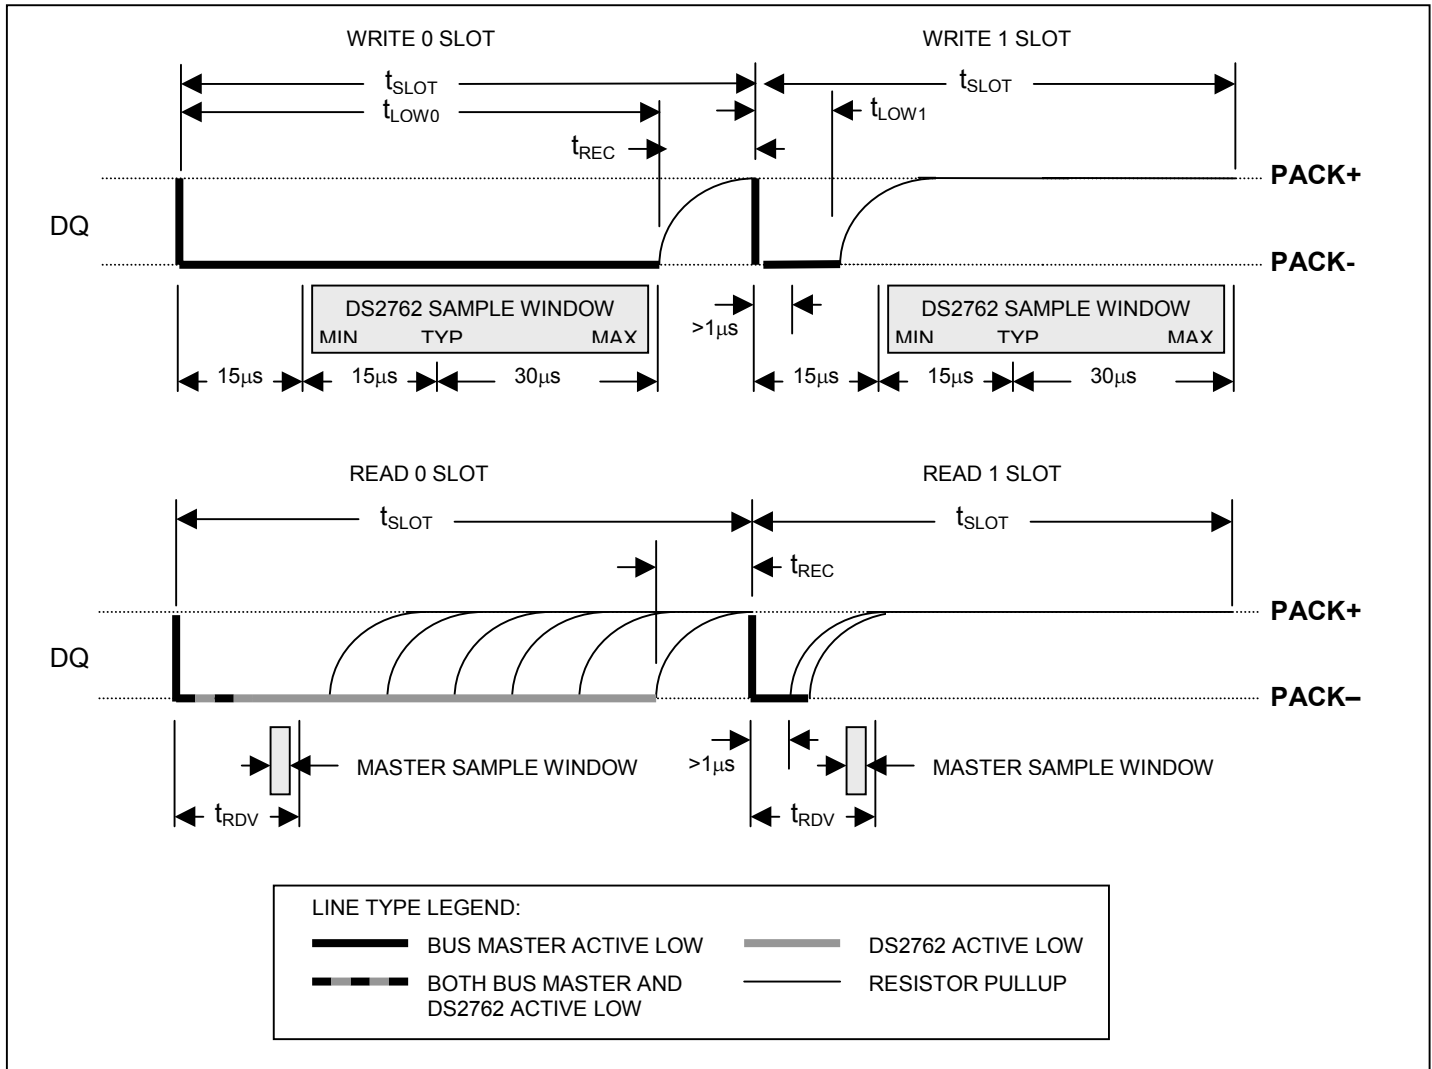 WRITE 0 SLOT
WRITE 1 SLOT
tSLOT
tSLOT
tLOW0
tLOW1
tREC
PACK+
DQ
PACK-
DS2762 SAMPLE WINDOW
MIN TYP MAX
>1μs
DS2762 SAMPLE WINDOW
MIN TYP MAX
15μs 15μs 30μs
15μs 15μs 30μs
READ 0 SLOT
READ 1 SLOT
tSLOT
tSLOT
tREC
PACK+
DQ
PACK–
>1μs
MASTER SAMPLE WINDOW
MASTER SAMPLE WINDOW
tRDV
tRDV
LINE TYPE LEGEND:
BUS MASTER ACTIVE LOW
DS2762 ACTIVE LOW
BOTH BUS MASTER AND
DS2762 ACTIVE LOW
RESISTOR PULLUP